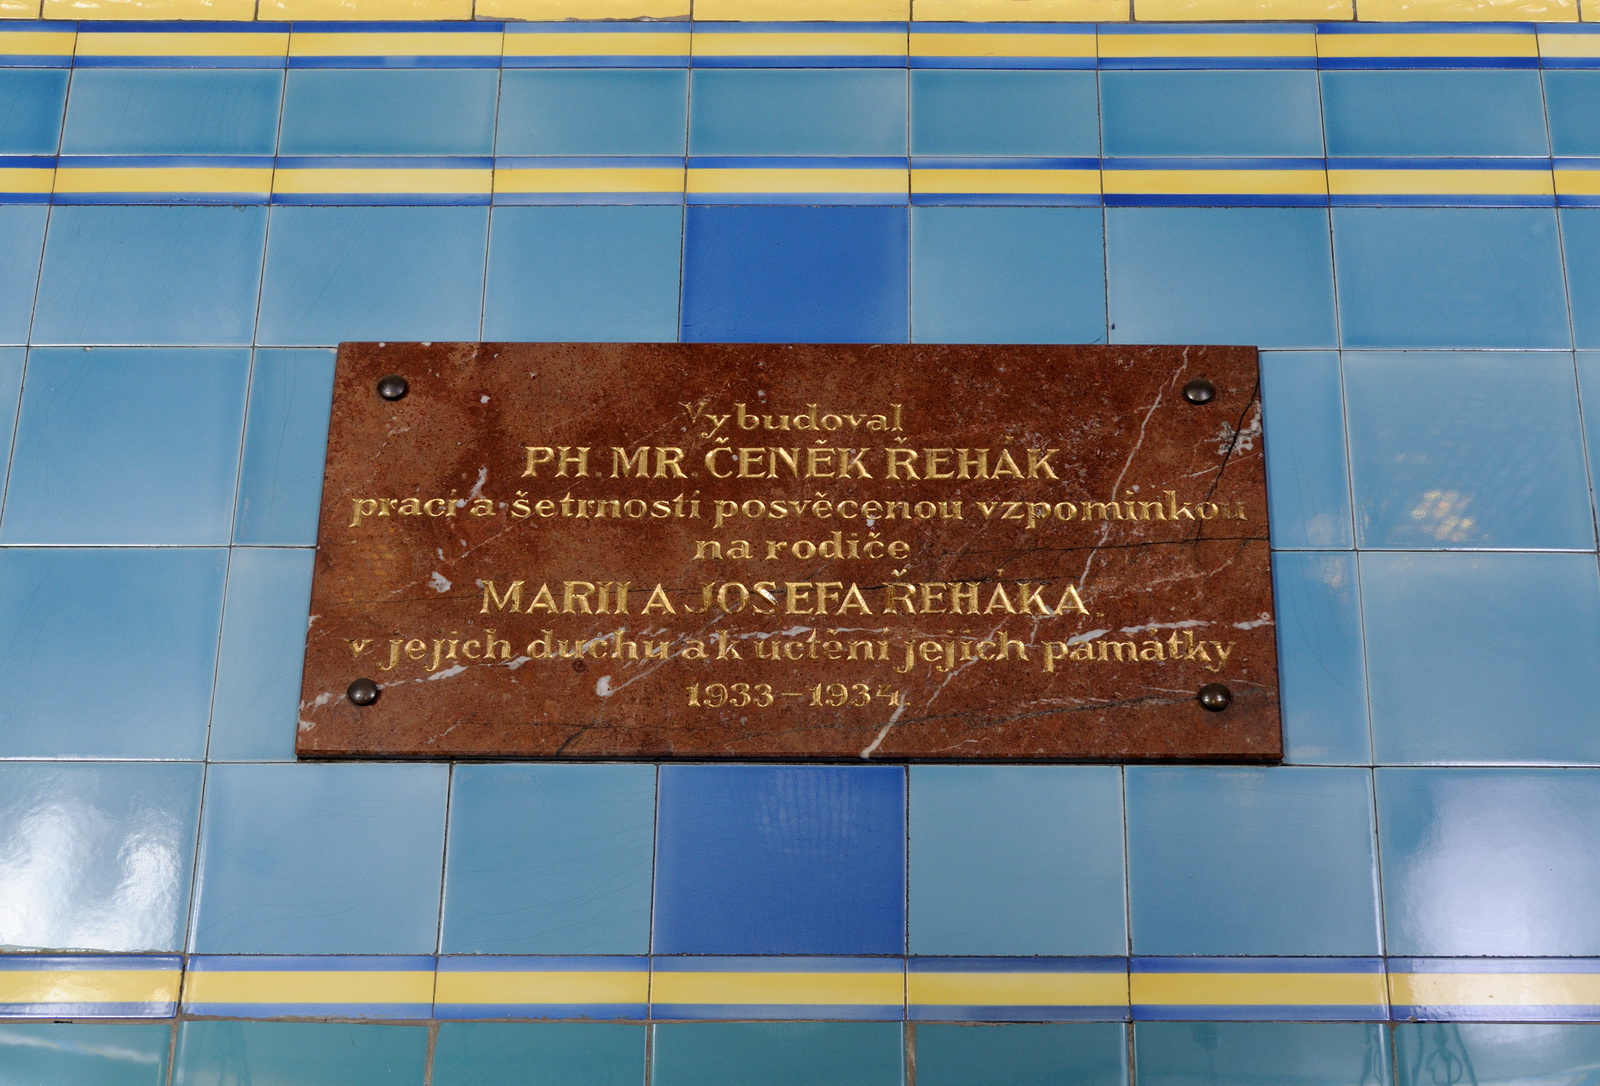 Vybudoval
PH. MR. ČENĚK ŘEHÁK
prací a šetrností posvěcenou vzpomínkou
na rodiče
MARII A JOSEFA ŘEHÁKA
v jejich duchu a k uctění jejich památky
1933–1934.